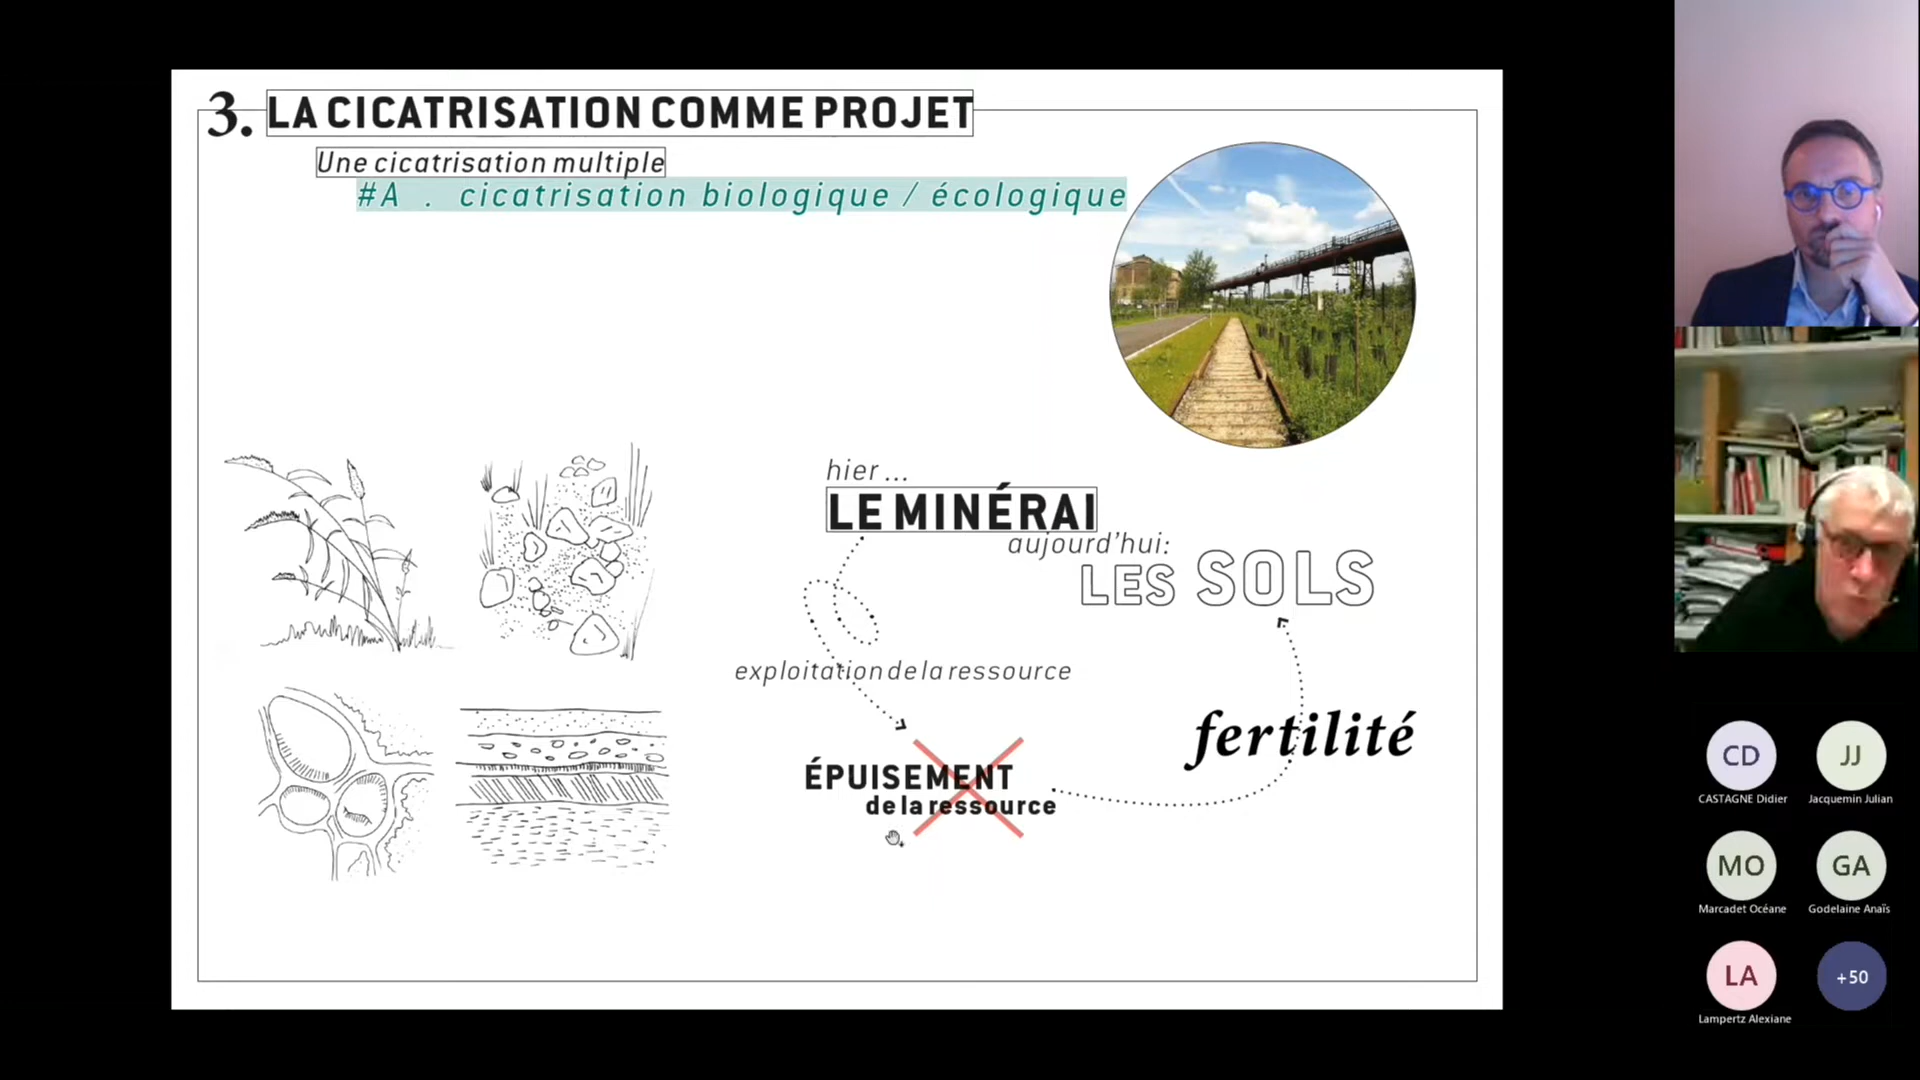 3. LA CICATRISATION COMME PROJET
Une cicatrisation multiple
#A . cicatrisation biologique / écologique
hier ...
LE MINÉRAI
aujourd'hui:
LES SOLS
exploitation de la ressource
fertilité
ÉPUISEMENT
de la ressource
CD
CASTAGNE Didier
JJ
Jacquemin Julian
MO
Marcadet Océane
GA
Godelaine Anaïs
LA
Lampertz Alexiane
+50